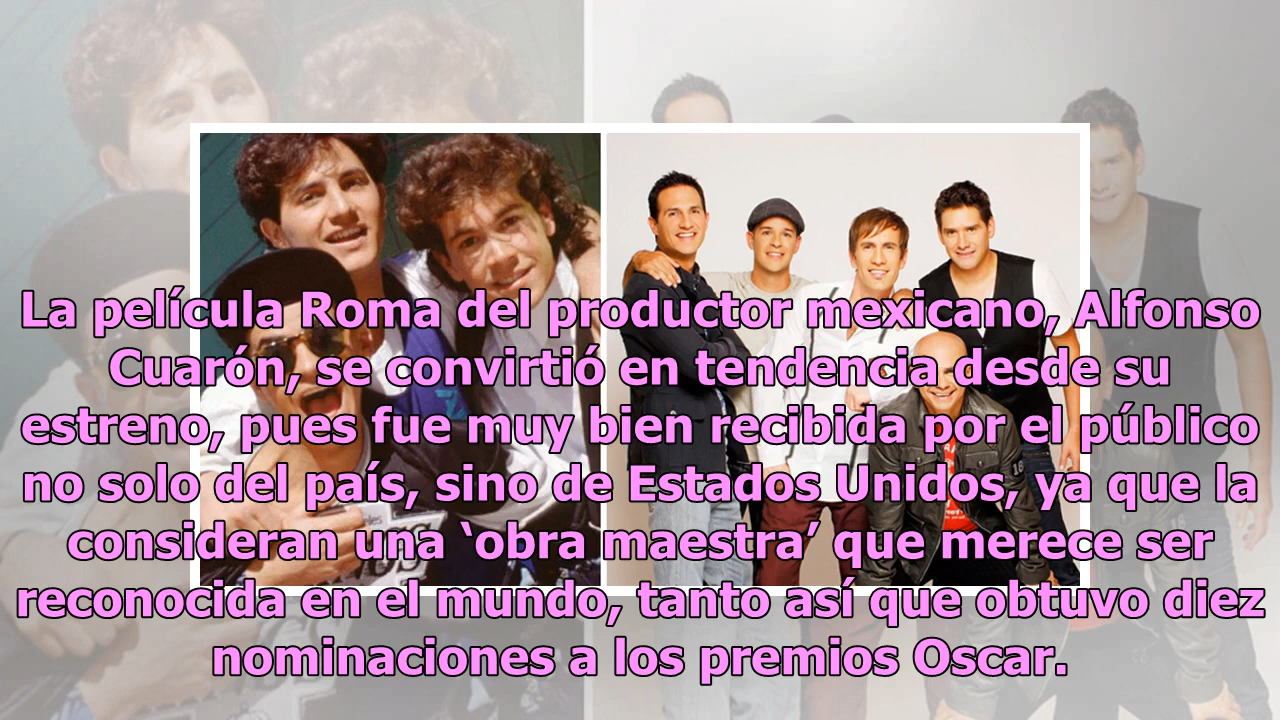 La película Roma del productor mexicano, Alfonso
Cuarón, se convirtió en tendencia desde su
estreno, pues fue muy bien recibida por el público
no solo del país, sino de Estados Unidos, ya que la
consideran una ‘obra maestra’ que merece ser
reconocida en el mundo, tanto así que obtuvo diez
nominaciones a los premios Oscar.
18